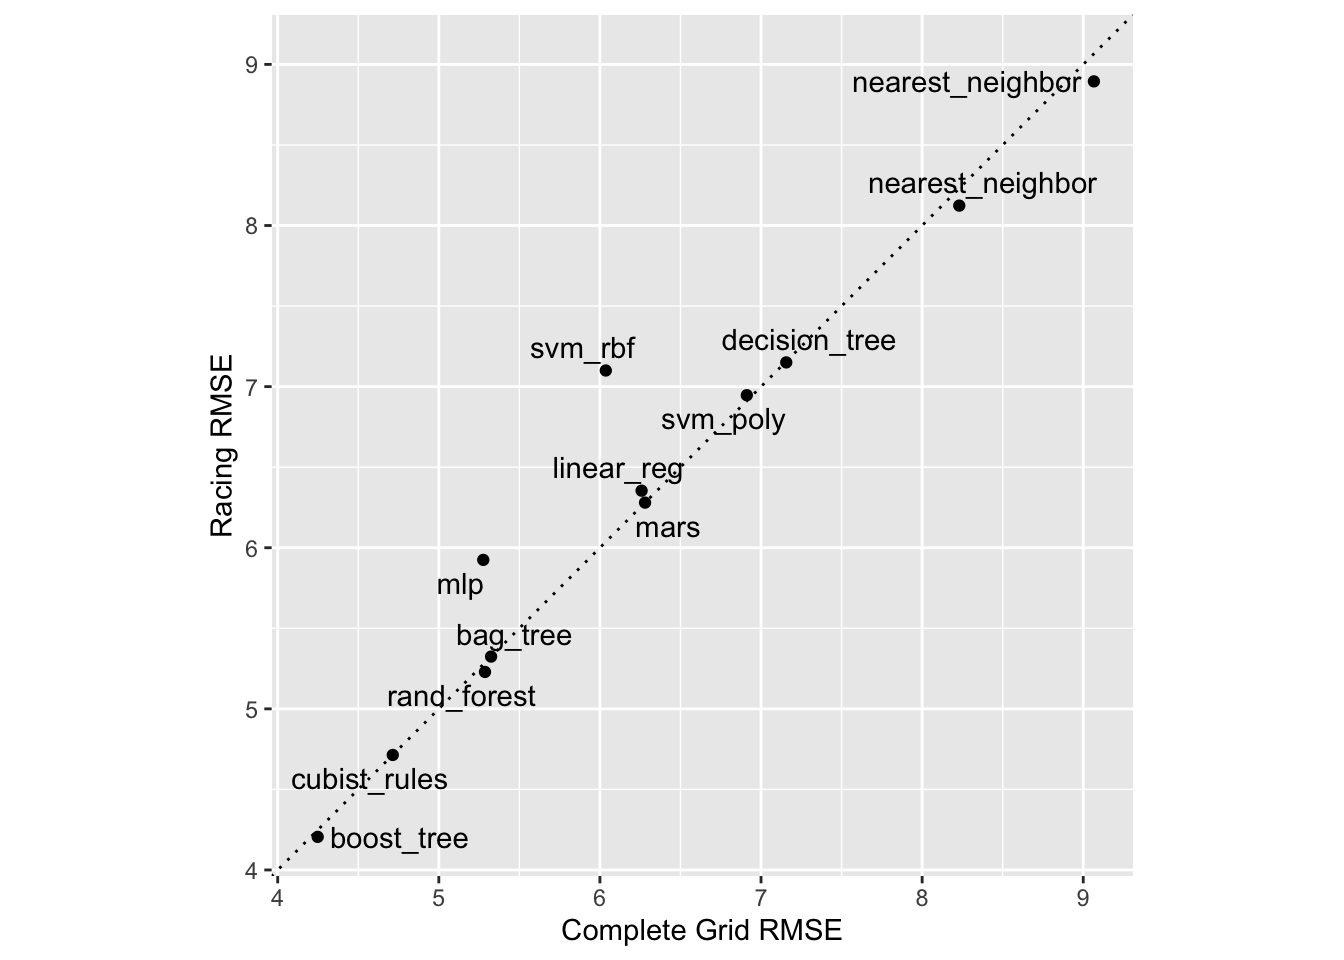 9
nearest_neighbor
nearest_neighbor
8
decision_tree
svm_rbf
7
svm_poly
linear_reg
mars
6
mlp
bag_tree
rand_forest
5
cubist_rules
boost_tree
4
Racing RMSE
4 5 6 7 8 9
Complete Grid RMSE